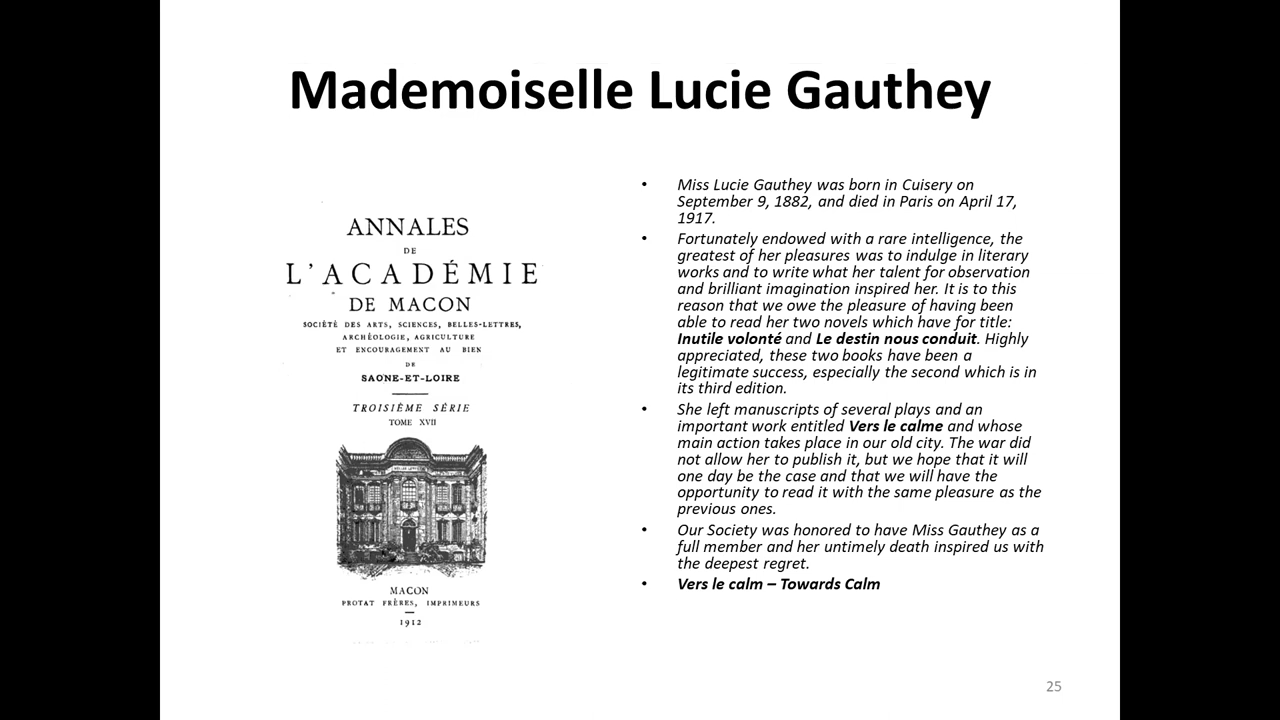 Mademoiselle Lucie Gauthey
ANNALES
DE
L'ACADÉMIE
DE MACON
SOCIÉTÉ DES ARTS, SCIENCES, BELLES-LETTRES,
ARCHÉOLOGIE, AGRICULTURE
ET ENCOURAGEMENT AU BIEN
DE
SAONE-ET-LOIRE
TROISIÈME SÉRIE
TOME XVII
MACON
PROTAT FRÈRES, IMPRIMEURS
1912
• Miss Lucie Gauthey was born in Cuisery on
September 9, 1882, and died in Paris on April 17,
1917.
• Fortunately endowed with a rare intelligence, the
greatest of her pleasures was to indulge in literary
works and to write what her talent for observation
and brilliant imagination inspired her. It is to this
reason that we owe the pleasure of having been
able to read her two novels which have for title:
Inutile volonté and Le destin nous conduit. Highly
appreciated, these two books have been a
legitimate success, especially the second which is in
its third edition.
• She left manuscripts of several plays and an
important work entitled Vers le calme and whose
main action takes place in our old city. The war did
not allow her to publish it, but we hope that it will
one day be the case and that we will have the
opportunity to read it with the same pleasure as the
previous ones.
• Our Society was honored to have Miss Gauthey as a
full member and her untimely death inspired us with
the deepest regret.
• Vers le calm – Towards Calm
25